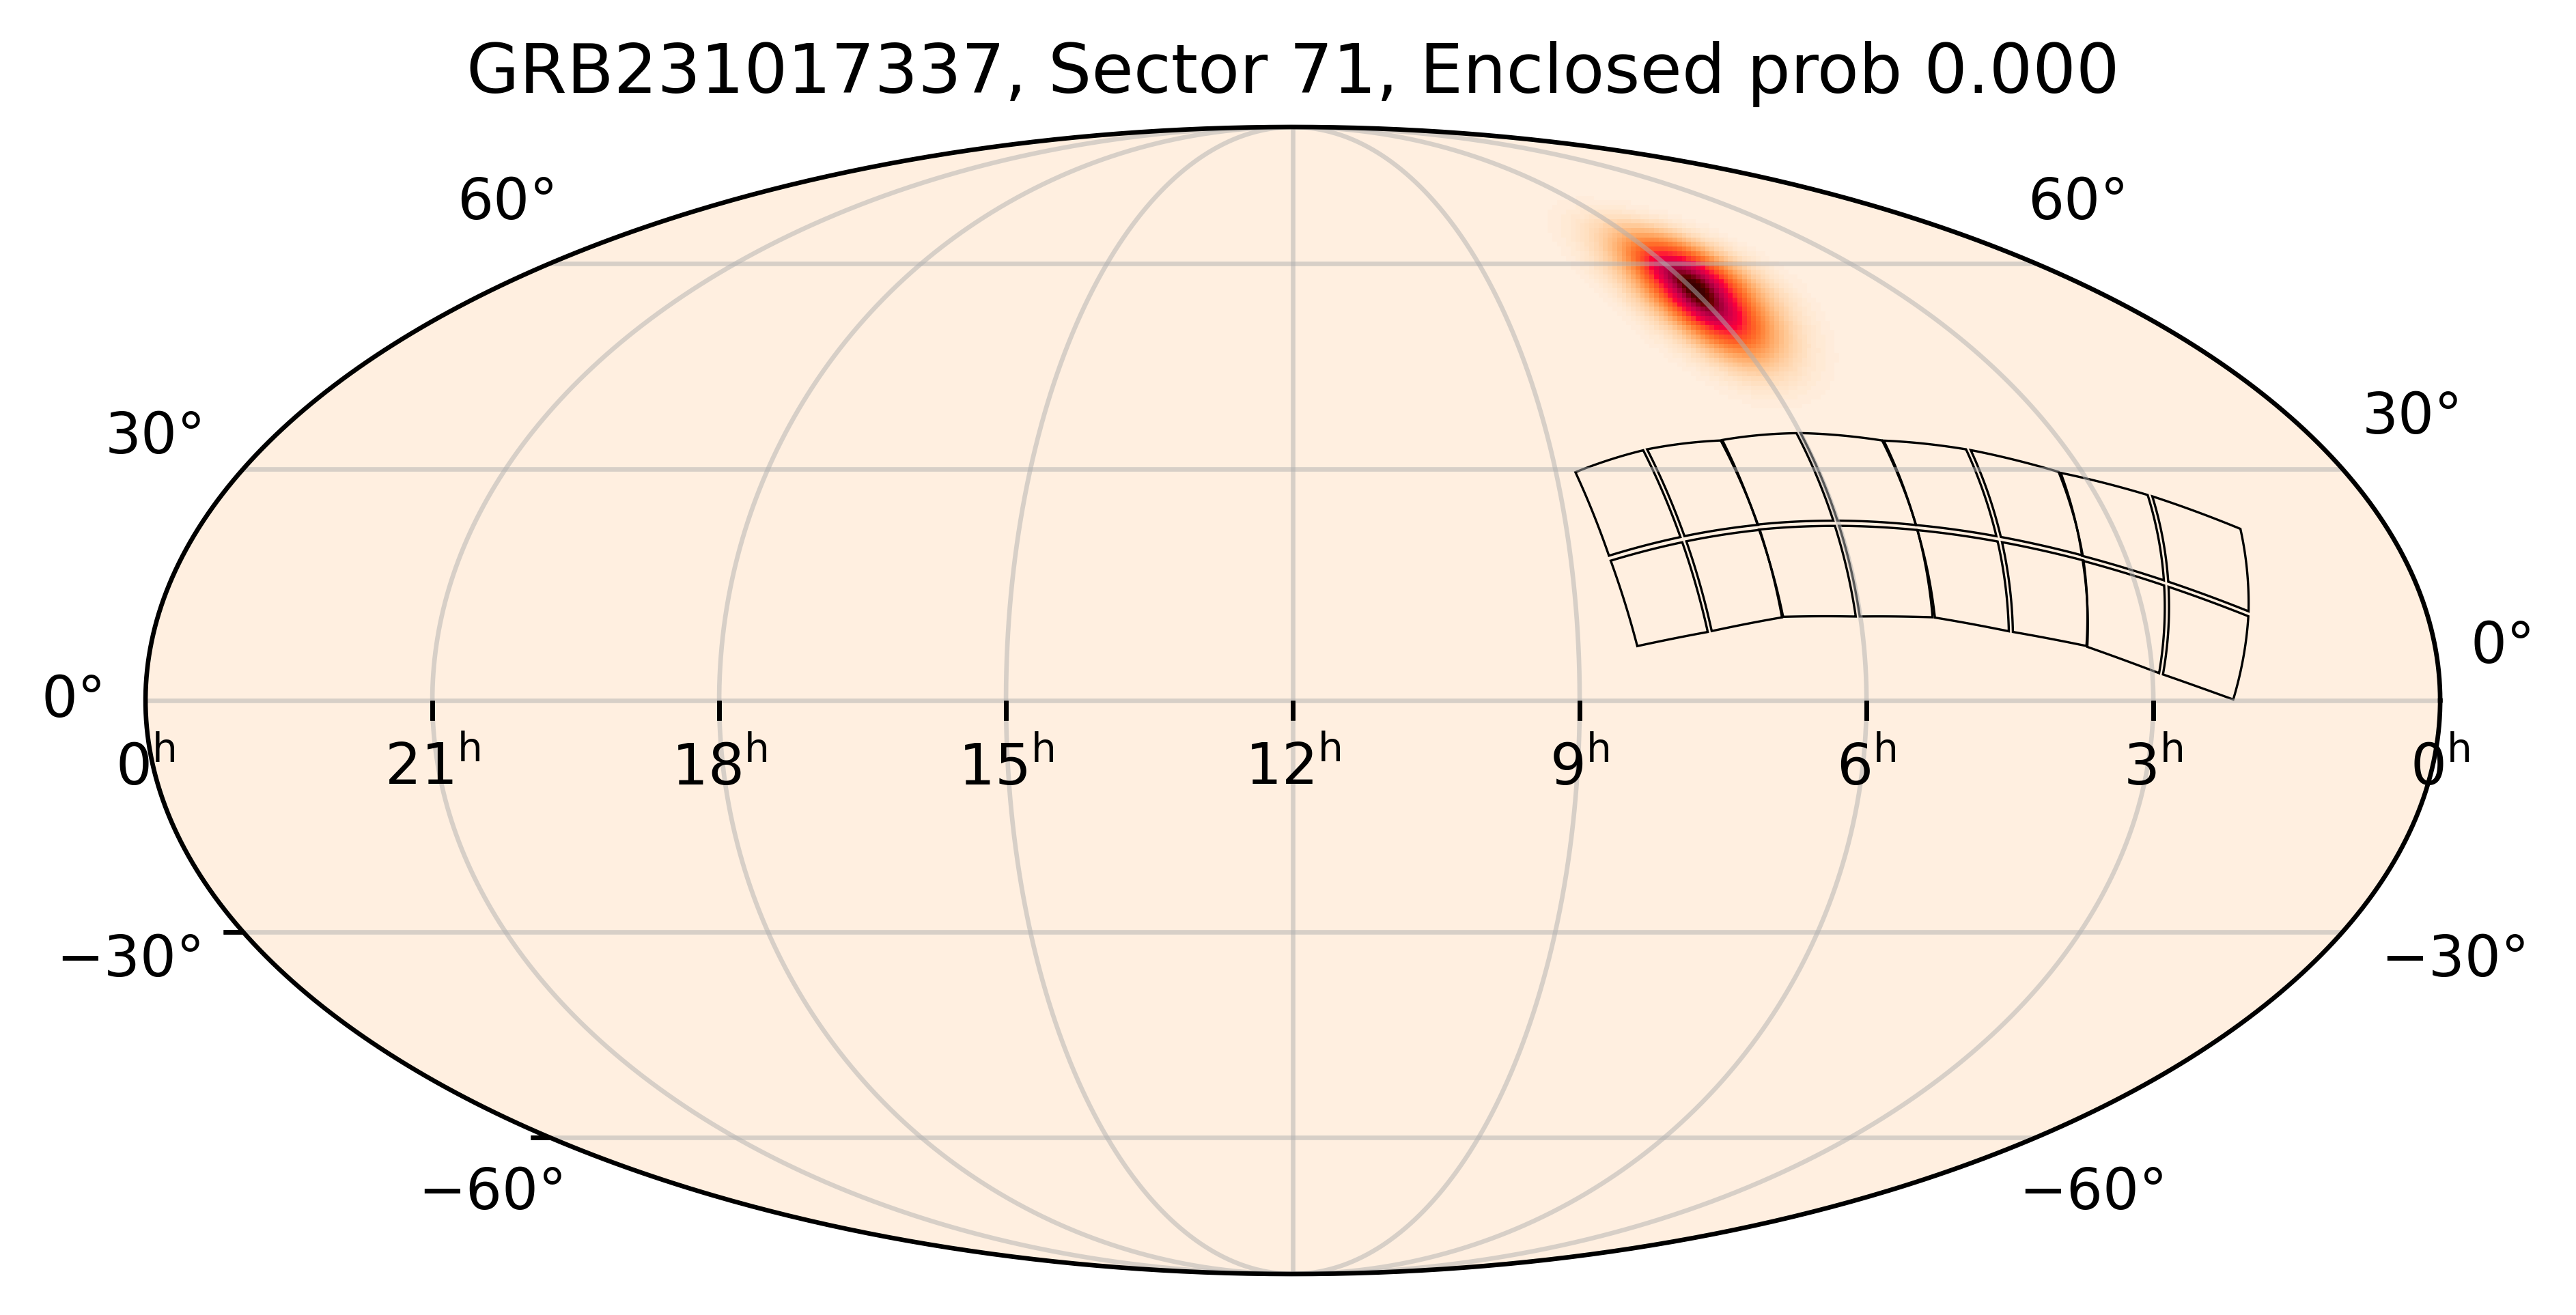 GRB231017337, Sector 71, Enclosed prob 0.000
60° 60°
30° 30°
0° 0°
0h 21h 18h 15h 12h 9h 6h 3h 0h
−30° −30°
−60° −60°